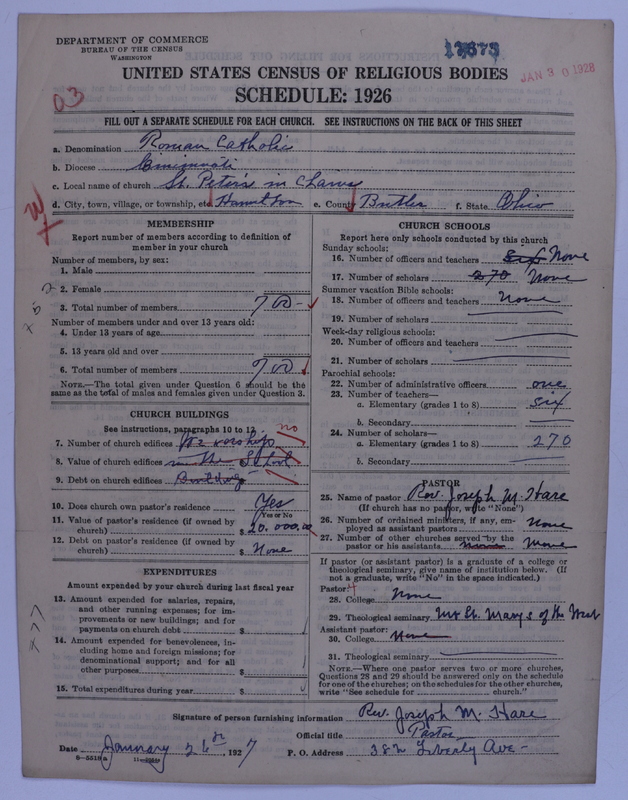 DEPARTMENT OF COMMERCE
BUREAU OF THE CENSUS
WASHINGTON
17673
JAN 30 1928
UNITED STATES CENSUS OF RELIGIOUS BODIES
SCHEDULE: 1926
03
FILL OUT A SEPARATE SCHEDULE FOR EACH CHURCH. SEE INSTRUCTIONS ON THE BACK OF THIS SHEET
a. Denomination Roman Catholic
b. Diocese Cincinnati
c. Local name of church St. Peter's in Chains
d. City, town, village, or township, etc. Hamilton e. County Butler f. State Ohio
MEMBERSHIP
Report number of members according to definition of
member in your church
Number of members, by sex:
1. Male
2. Female
3. Total number of members 700
Number of members under and over 13 years old:
4. Under 13 years of age
5. 13 years old and over
6. Total number of members 700
NOTE.—The total given under Question 6 should be the
same as the total of males and females given under Question 3.
CHURCH BUILDINGS
See instructions, paragraphs 10 to 12
no
7. Number of church edifices We worship
8. Value of church edifices in the School
9. Debt on church edifices Building
10. Does church own pastor's residence Yes
Yes or No
11. Value of pastor's residence (if owned by
church) $ 20.000.00
12. Debt on pastor's residence (if owned by
church) $ None
EXPENDITURES
Amount expended by your church during last fiscal year
13. Amount expended for salaries, repairs,
and other running expenses; for im-
provements or new buildings; and for
payments on church debt $
14. Amount expended for benevolences, in-
cluding home and foreign missions; for
denominational support; and for all
other purposes $
15. Total expenditures during year $
CHURCH SCHOOLS
Report here only schools conducted by this church
Sunday schools:
16. Number of officers and teachers six None
17. Number of scholars 270 None
Summer vacation Bible schools:
18. Number of officers and teachers None
19. Number of scholars
Week-day religious schools:
20. Number of officers and teachers
21. Number of scholars
Parochial schools:
22. Number of administrative officers one
23. Number of teachers—
a. Elementary (grades 1 to 8) six
b. Secondary
24. Number of scholars—
a. Elementary (grades 1 to 8) 270
b. Secondary
PASTOR
25. Name of pastor Rev. Joseph M. Hare
(If church has no pastor, write "None")
26. Number of ordained ministers, if any, em-
ployed as assistant pastors None
27. Number of other churches served by the
pastor or his assistants None
If pastor (or assistant pastor) is a graduate of a college or
theological seminary, give name of institution below. (If
not a graduate, write "No" in the space indicated.)
Pastor:
28. College None
29. Theological seminary Mt St. Mary's of the West
Assistant pastor:
30. College None
31. Theological seminary
NOTE.—Where one pastor serves two or more churches,
Questions 28 and 29 should be answered only on the schedule
for one of the churches; on the schedules for the other churches,
write "See schedule for church."
Signature of person furnishing information Rev. Joseph M. Hare
Official title Pastor
Date January 26th, 1927 P. O. Address 382 Liberty Ave